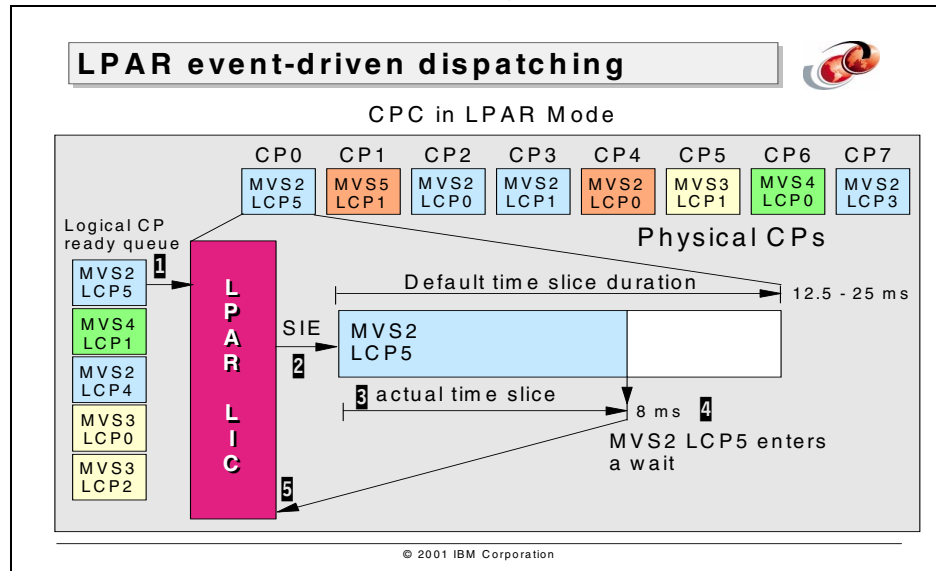 LPAR event-driven dispatching
CPC in LPAR Mode
CP0 CP1 CP2 CP3 CP4 CP5 CP6 CP7
MVS2 MVS5 MVS2 MVS2 MVS2 MVS3 MVS4 MVS2
LCP5 LCP1 LCP0 LCP1 LCP0 LCP1 LCP0 LCP3
Physical CPs
Logical CP
ready queue
1
MVS2
LCP5
MVS4
LCP1
MVS2
LCP4
MVS3
LCP0
MVS3
LCP2
LPAR LIC
SIE
2
Default time slice duration
12.5 - 25 ms
MVS2
LCP5
3 actual time slice
8 ms 4
MVS2 LCP5 enters
a wait
5
© 2001 IBM Corporation